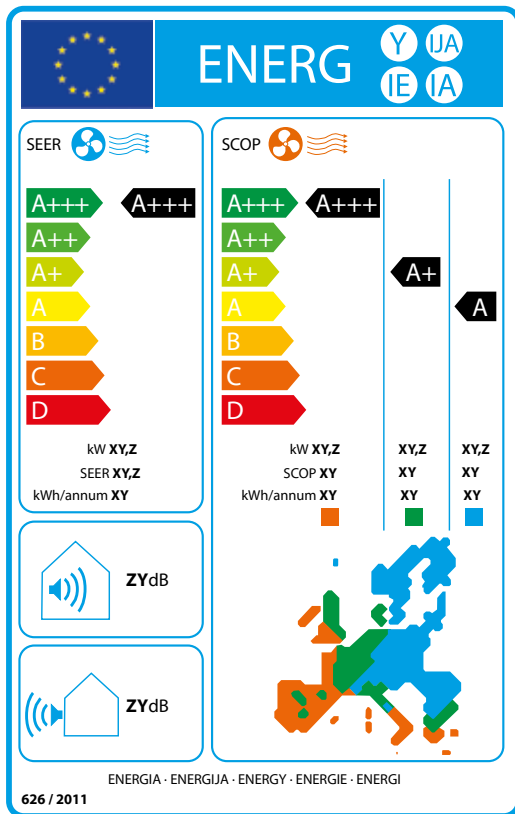 ENERG Y IJA
IE IA
SEER
A+++ A+++
A++
A+
A
B
C
D
kW XY,Z
SEER XY,Z
kWh/annum XY
SCOP
A+++ A+++
A++
A+ A+
A A
B
C
D
kW XY,Z XY,Z XY,Z
SCOP XY XY XY
kWh/annum XY XY XY
ZYdB
ZYdB
ENERGIA · ENERGIJA · ENERGY · ENERGIE · ENERGI
626 / 2011